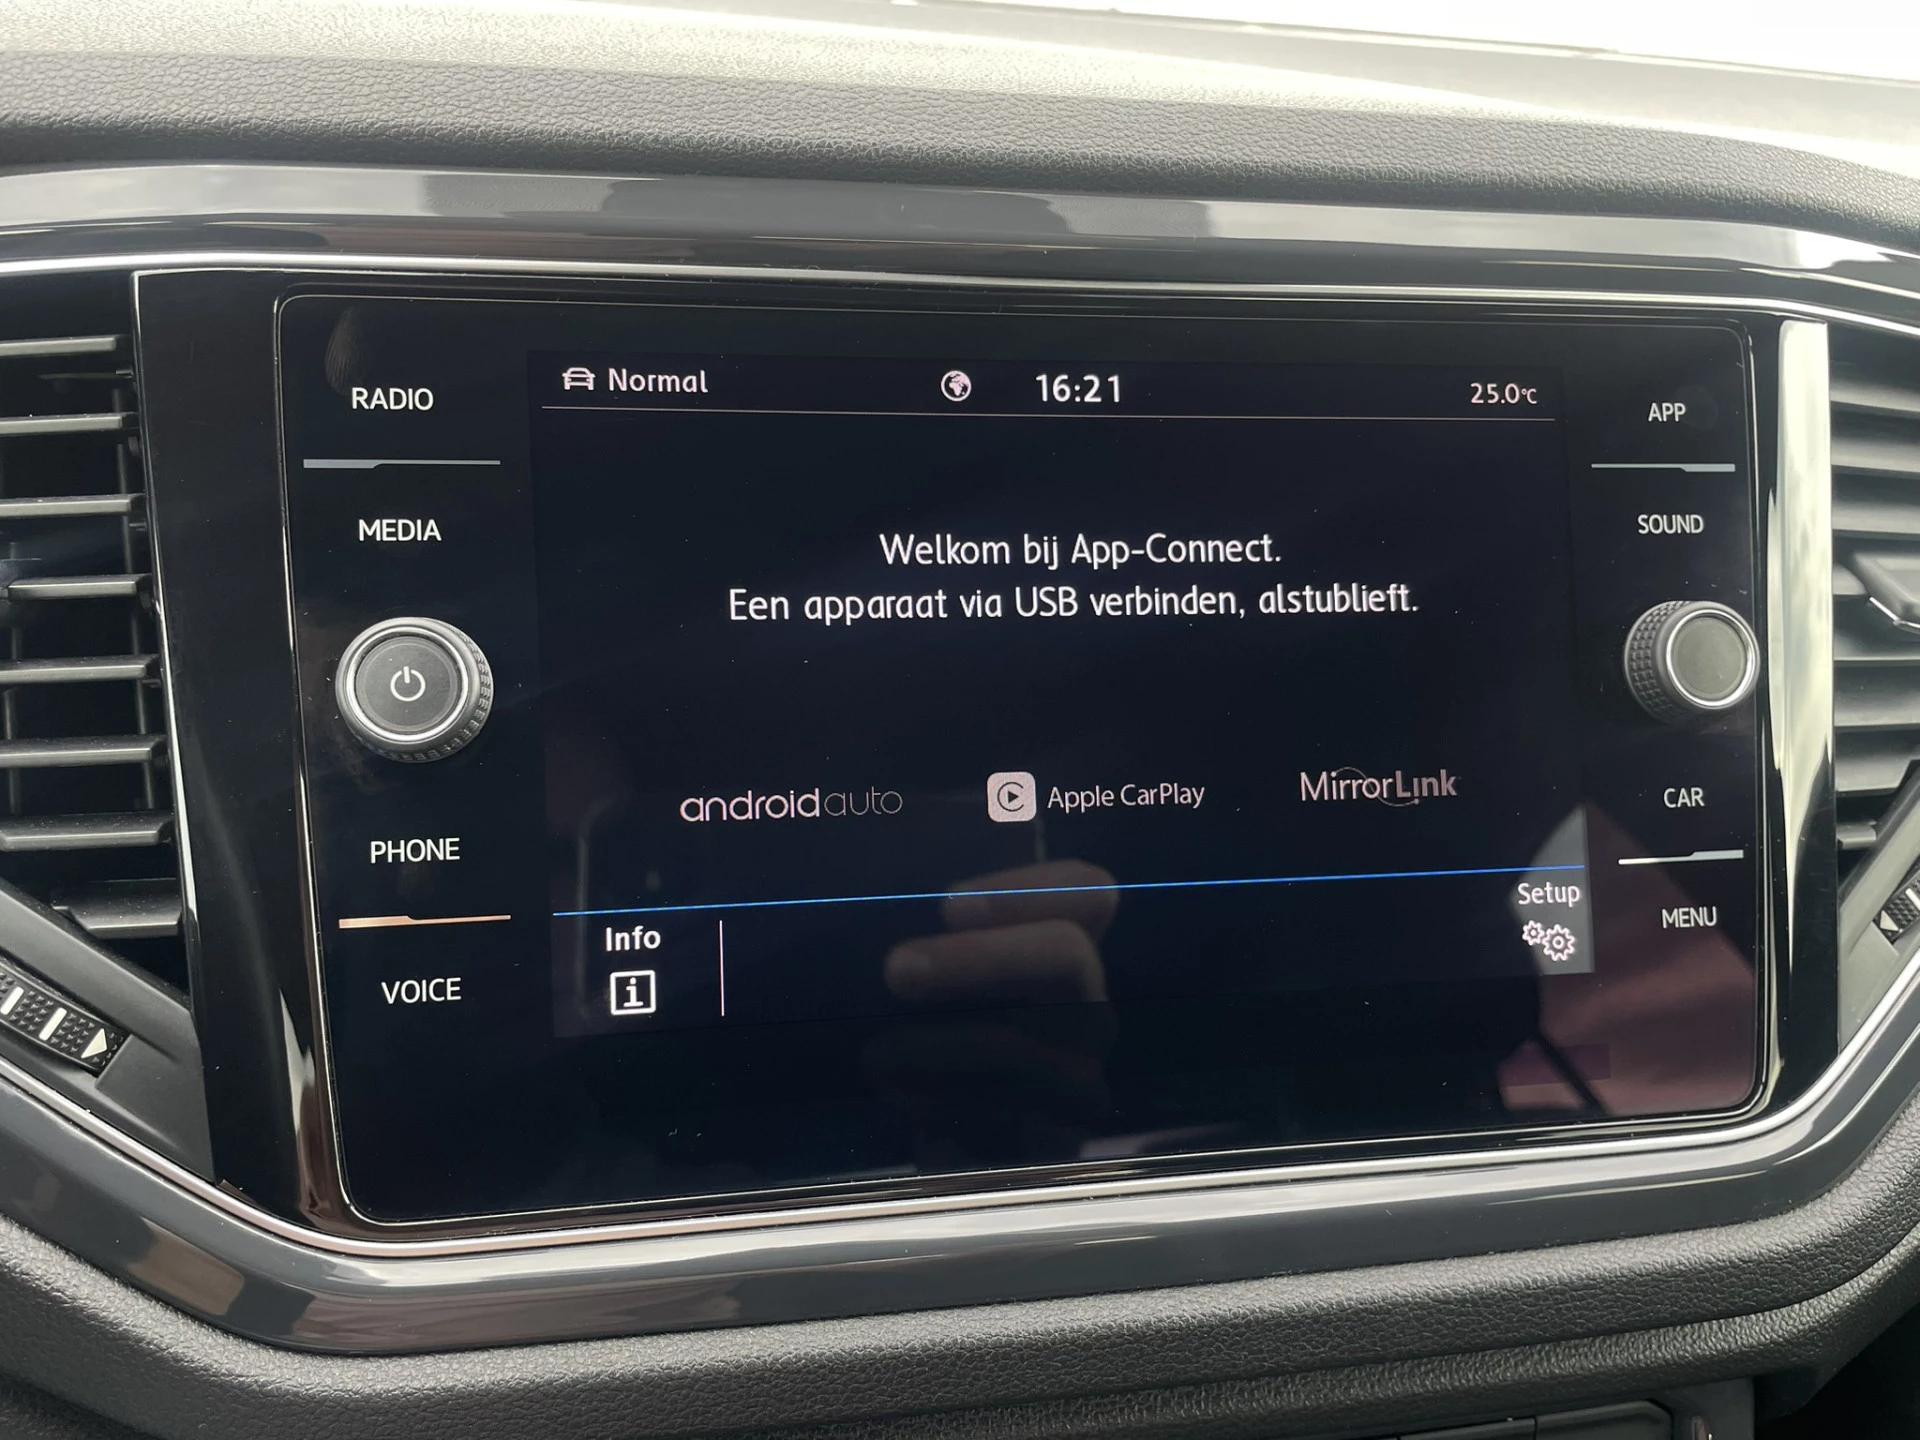 RADIO
MEDIA
PHONE
VOICE
Normal
16:21
25.0°C
Welkom bij App-Connect.
Een apparaat via USB verbinden, alstublieft.
androidauto
Apple CarPlay
MirrorLink
Info
Setup
APP
SOUND
CAR
MENU